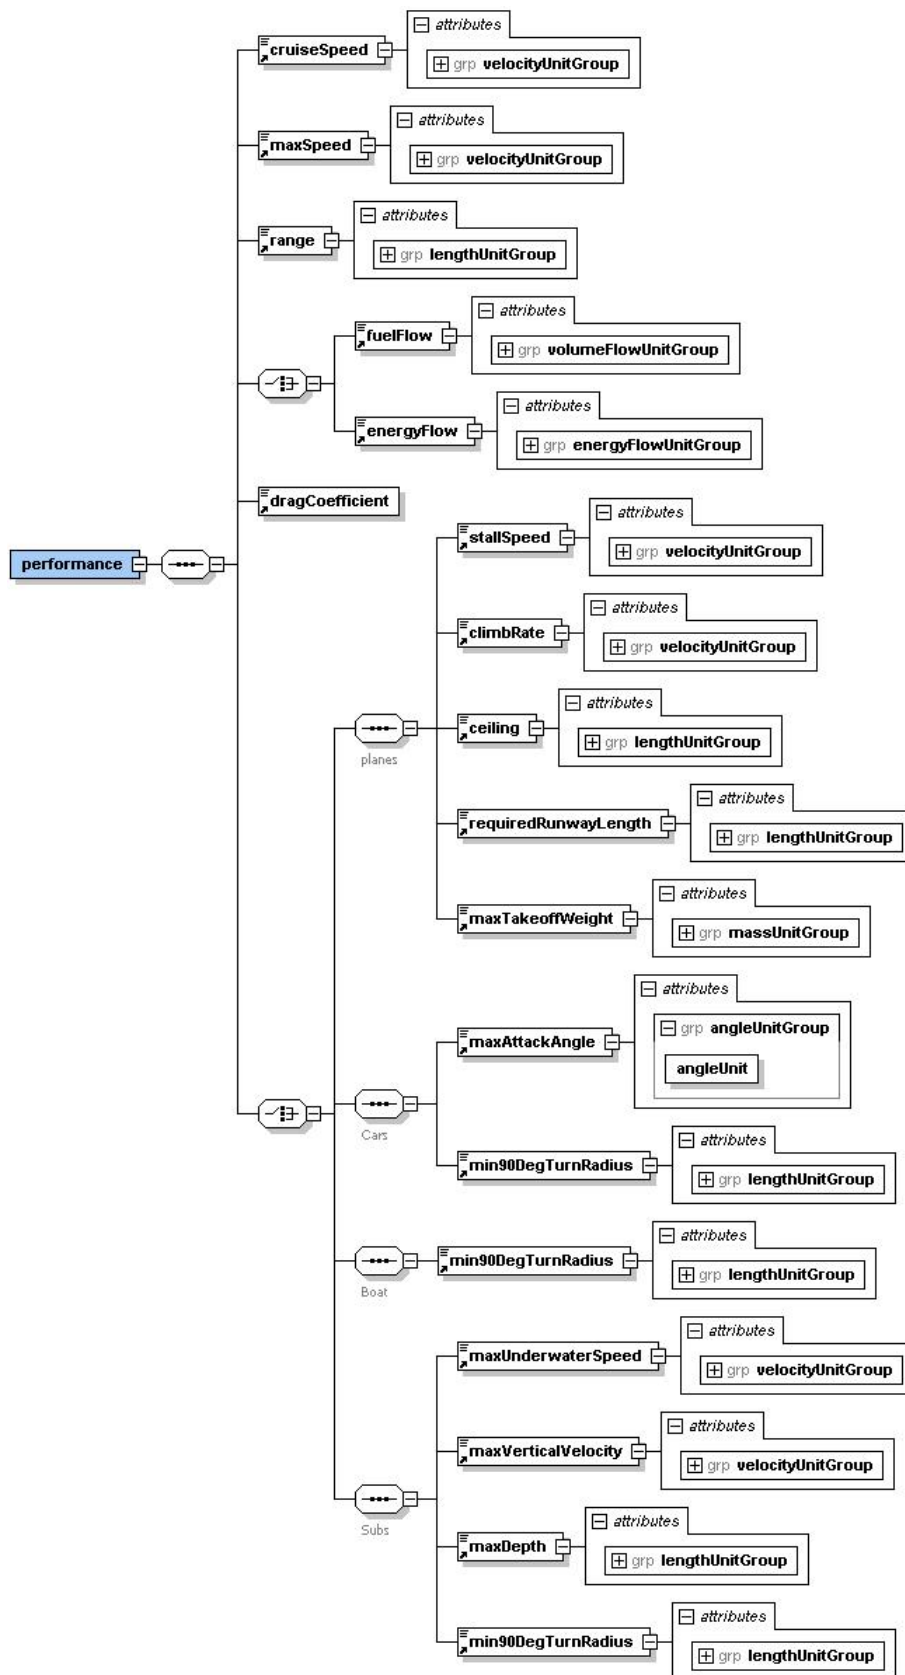 attributes
cruiseSpeed
grp velocityUnitGroup
attributes
maxSpeed
grp velocityUnitGroup
attributes
range
grp lengthUnitGroup
attributes
fuelFlow
grp volumeFlowUnitGroup
attributes
energyFlow
grp energyFlowUnitGroup
dragCoefficient
performance
attributes
stallSpeed
grp velocityUnitGroup
attributes
climbRate
grp velocityUnitGroup
attributes
ceiling
grp lengthUnitGroup
planes
attributes
requiredRunwayLength
grp lengthUnitGroup
attributes
maxTakeoffWeight
grp massUnitGroup
attributes
maxAttackAngle
grp angleUnitGroup
angleUnit
Cars
attributes
min90DegTurnRadius
grp lengthUnitGroup
attributes
min90DegTurnRadius
grp lengthUnitGroup
Boat
attributes
maxUnderwaterSpeed
grp velocityUnitGroup
attributes
maxVerticalVelocity
grp velocityUnitGroup
Subs
attributes
maxDepth
grp lengthUnitGroup
attributes
min90DegTurnRadius
grp lengthUnitGroup